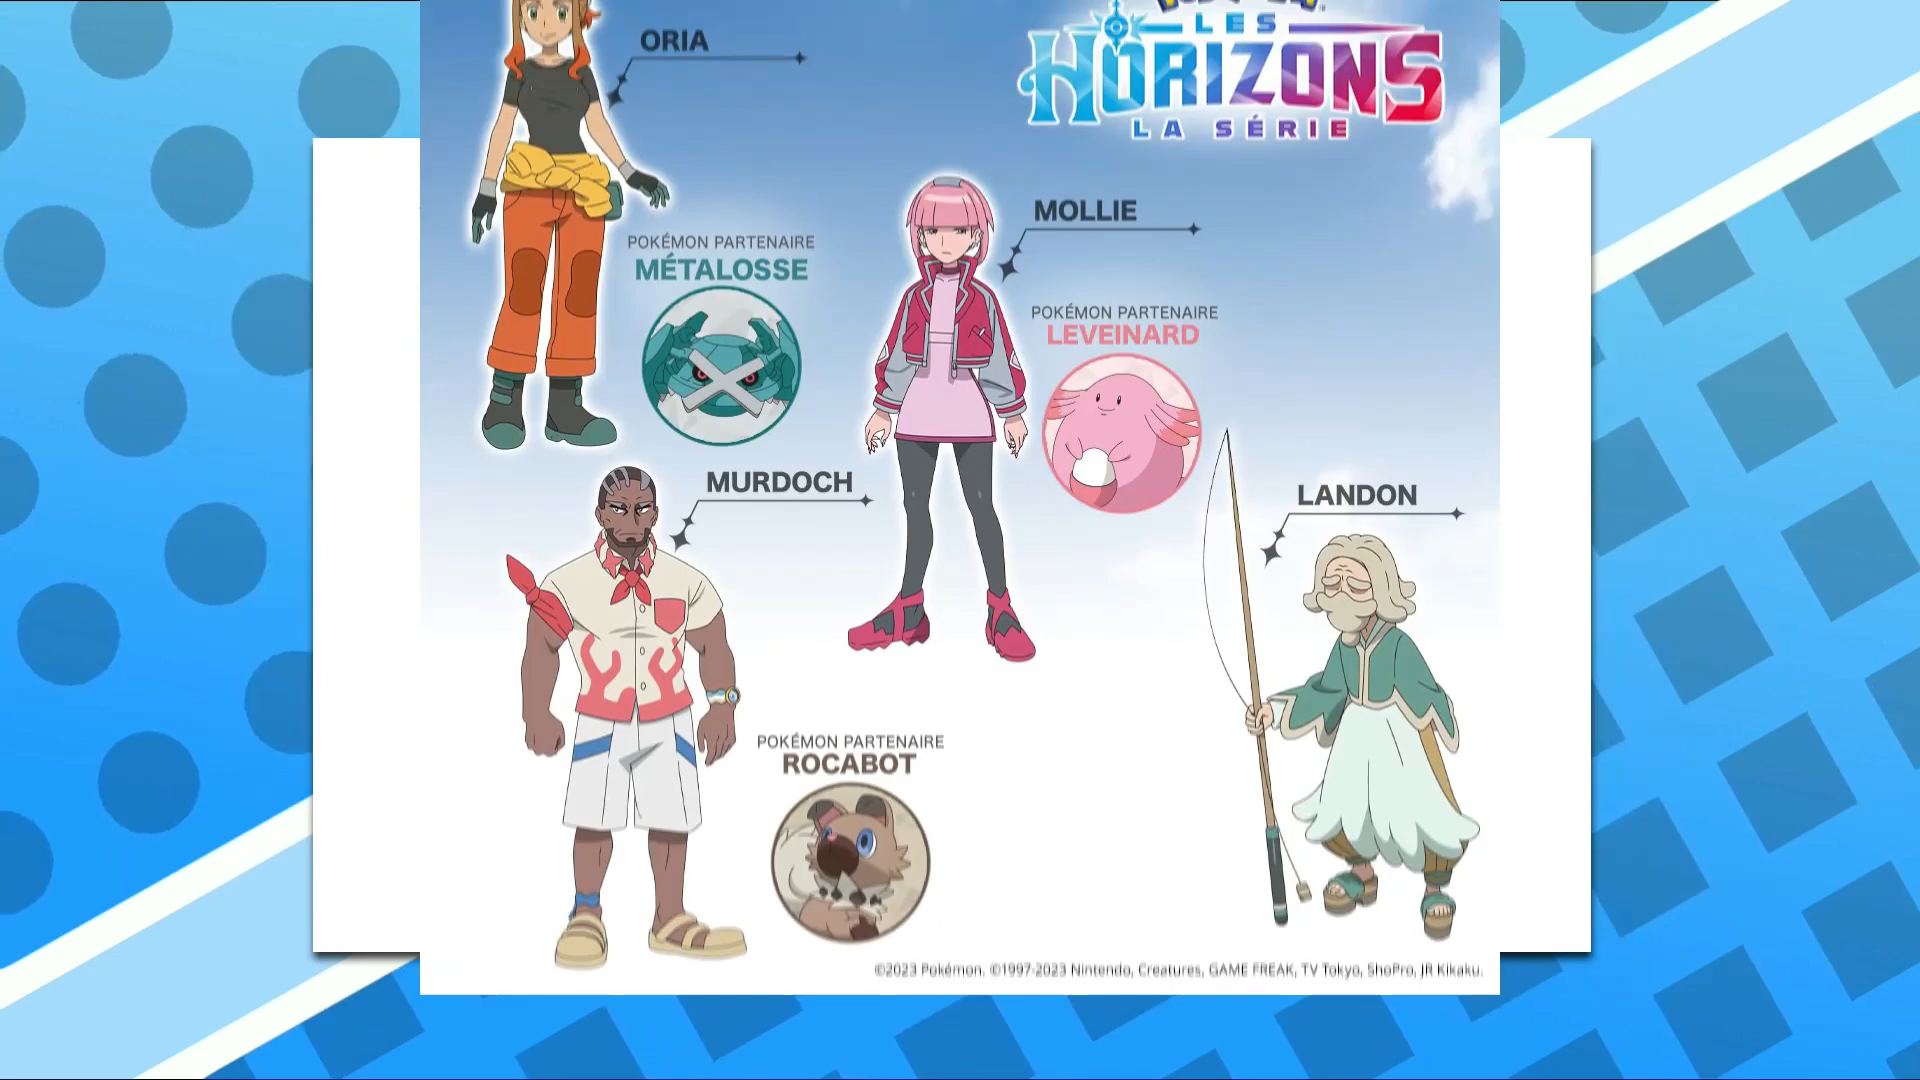 LES
HORIZONS
LA SÉRIE
ORIA
POKÉMON PARTENAIRE
MÉTALOSSE
MOLLIE
POKÉMON PARTENAIRE
LEVEINARD
MURDOCH
POKÉMON PARTENAIRE
ROCABOT
LANDON
©2023 Pokémon. ©1997-2023 Nintendo, Creatures, GAME FREAK, TV Tokyo, ShoPro, JR Kikaku.